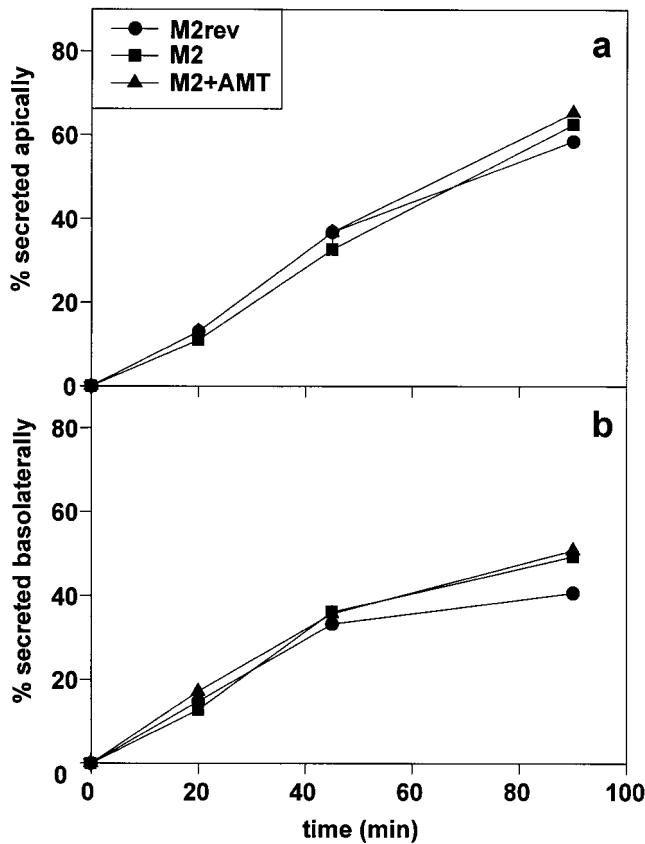 M2rev
M2
M2+AMT
a
% secreted apically
80
60
40
20
0
b
% secreted basolaterally
80
60
40
20
0
0 20 40 60 80 100
time (min)